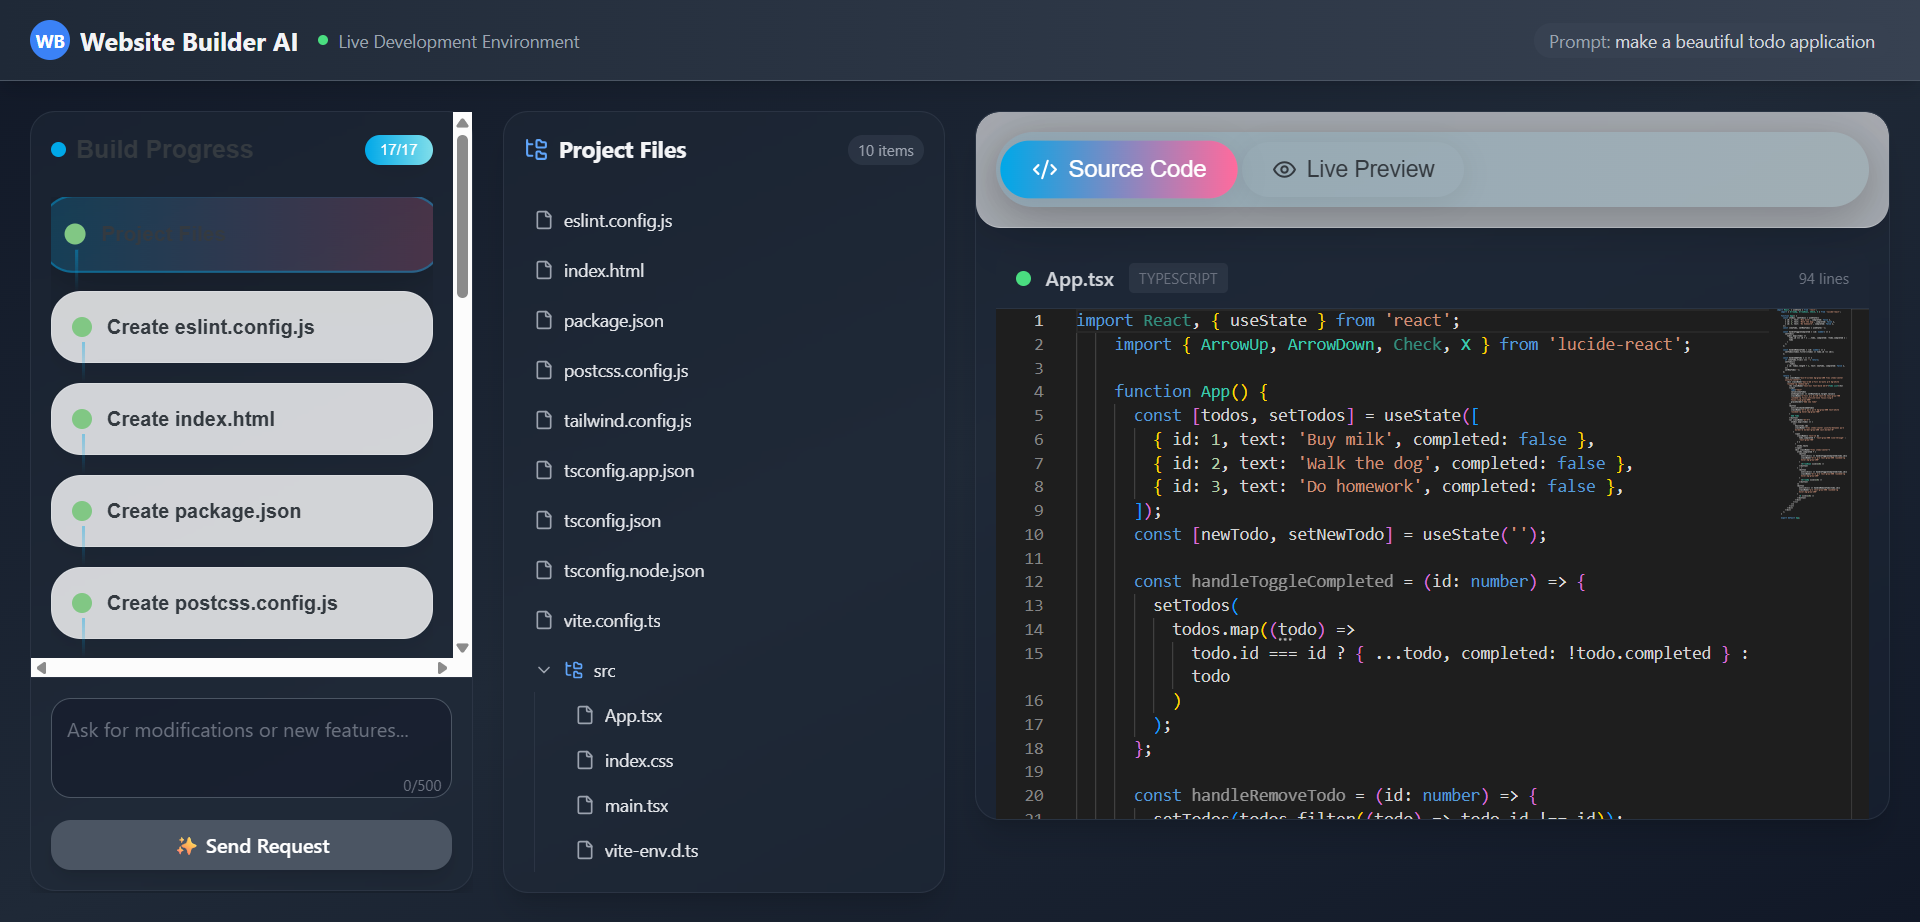 WB Website Builder AI Live Development Environment
Prompt: make a beautiful todo application
Build Progress
17/17
Project Files
Create eslint.config.js
Create index.html
Create package.json
Create postcss.config.js
Ask for modifications or new features...
0/500
✨ Send Request
Project Files
10 items
eslint.config.js
index.html
package.json
postcss.config.js
tailwind.config.js
tsconfig.app.json
tsconfig.json
tsconfig.node.json
vite.config.ts
src
App.tsx
index.css
main.tsx
vite-env.d.ts
</> Source Code
Live Preview
App.tsx TYPESCRIPT
94 lines
1 import React, { useState } from 'react';
2 import { ArrowUp, ArrowDown, Check, X } from 'lucide-react';
3
4 function App() {
5 const [todos, setTodos] = useState([
6 { id: 1, text: 'Buy milk', completed: false },
7 { id: 2, text: 'Walk the dog', completed: false },
8 { id: 3, text: 'Do homework', completed: false },
9 ]);
10 const [newTodo, setNewTodo] = useState('');
11
12 const handleToggleCompleted = (id: number) => {
13 setTodos(
14 todos.map((todo) =>
15 todo.id === id ? { ...todo, completed: !todo.completed } :
todo
16 )
17 );
18 };
19
20 const handleRemoveTodo = (id: number) => {
21 setTodos(todos.filter((todo) => todo.id !== id));